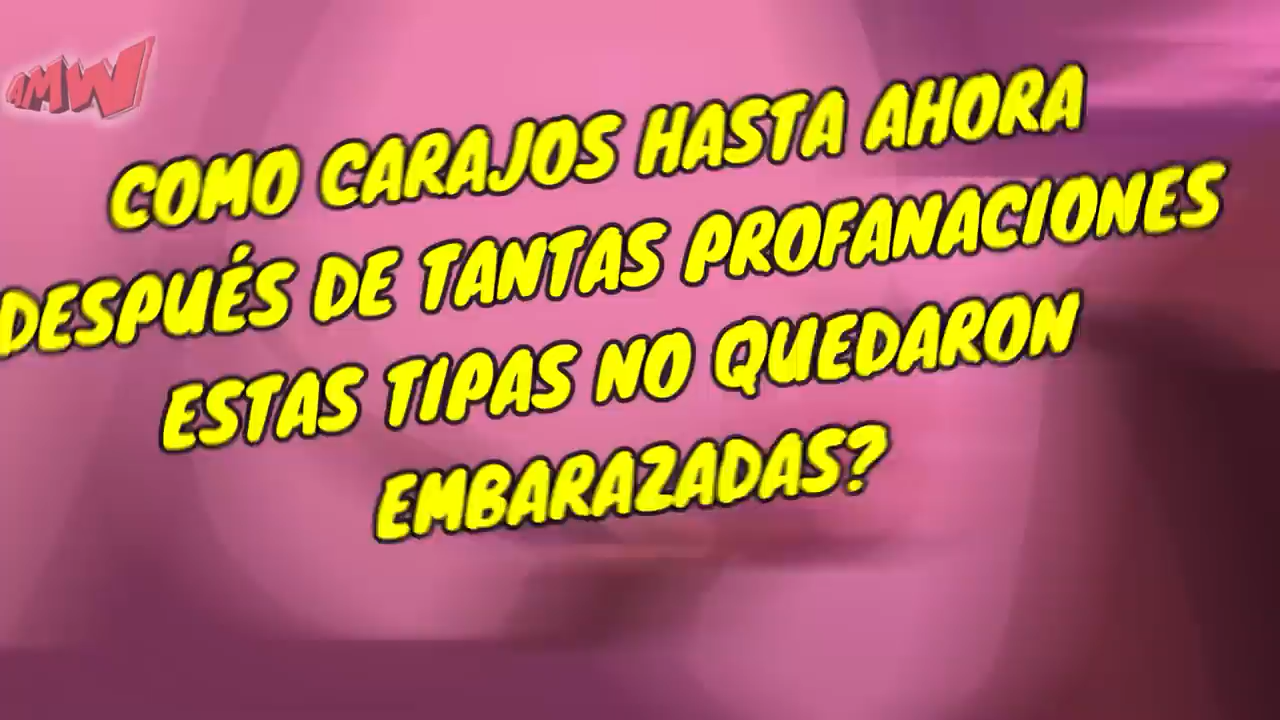 AMW
COMO CARAJOS HASTA AHORA
DESPUÉS DE TANTAS PROFANACIONES
ESTAS TIPAS NO QUEDARON
EMBARAZADAS?